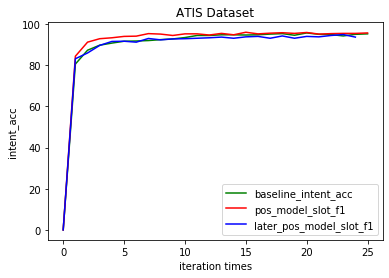 ATIS Dataset
100
80
60
40
20
0
intent_acc
0 5 10 15 20 25
iteration times
baseline_intent_acc
pos_model_slot_f1
later_pos_model_slot_f1